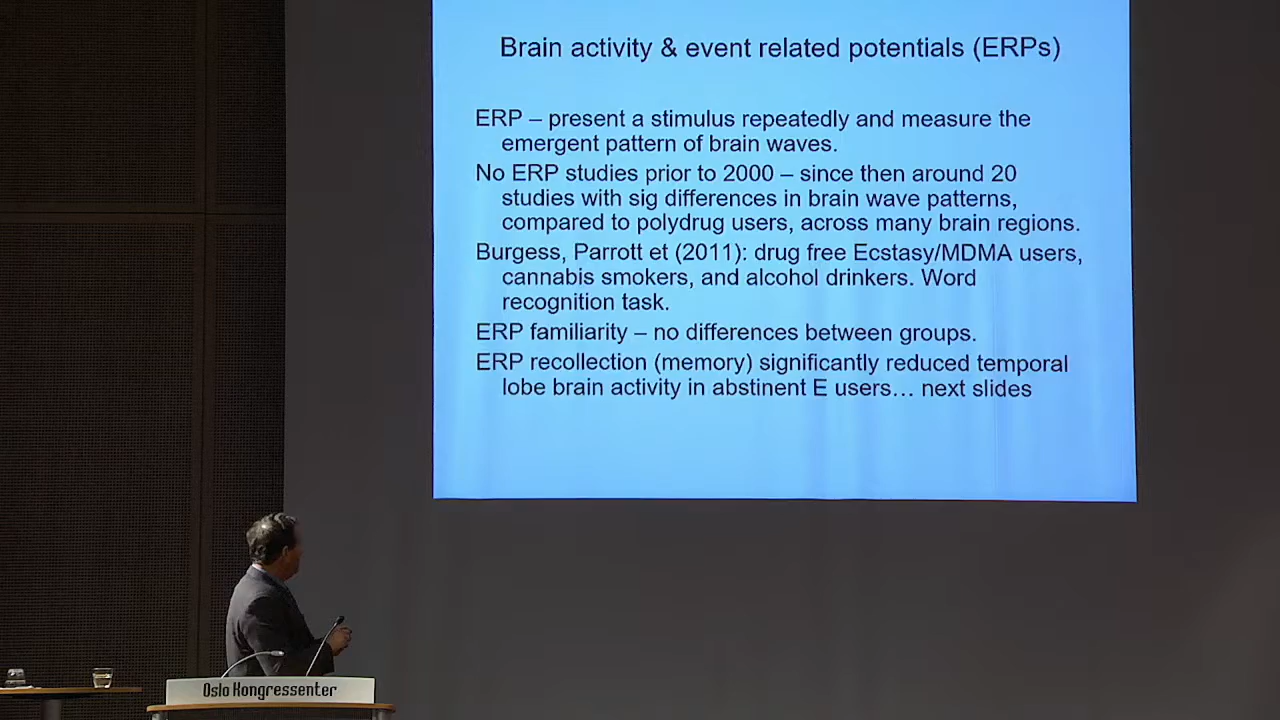 Brain activity & event related potentials (ERPs)
ERP – present a stimulus repeatedly and measure the
emergent pattern of brain waves.
No ERP studies prior to 2000 – since then around 20
studies with sig differences in brain wave patterns,
compared to polydrug users, across many brain regions.
Burgess, Parrott et (2011): drug free Ecstasy/MDMA users,
cannabis smokers, and alcohol drinkers. Word
recognition task.
ERP familiarity – no differences between groups.
ERP recollection (memory) significantly reduced temporal
lobe brain activity in abstinent E users… next slides
Oslo Kongressenter